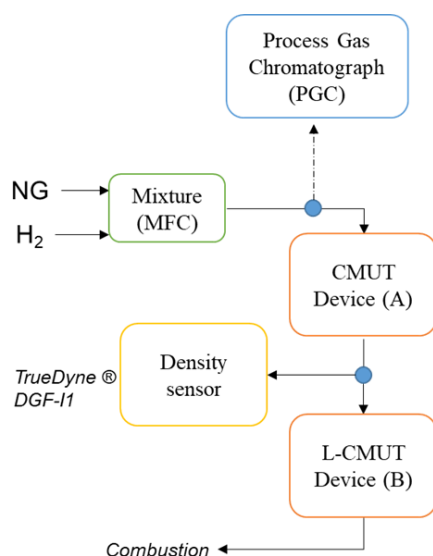 Process Gas
Chromatograph
(PGC)
NG
H₂
Mixture
(MFC)
CMUT
Device (A)
TrueDyne ®
DGF-I1
Density
sensor
L-CMUT
Device (B)
Combustion